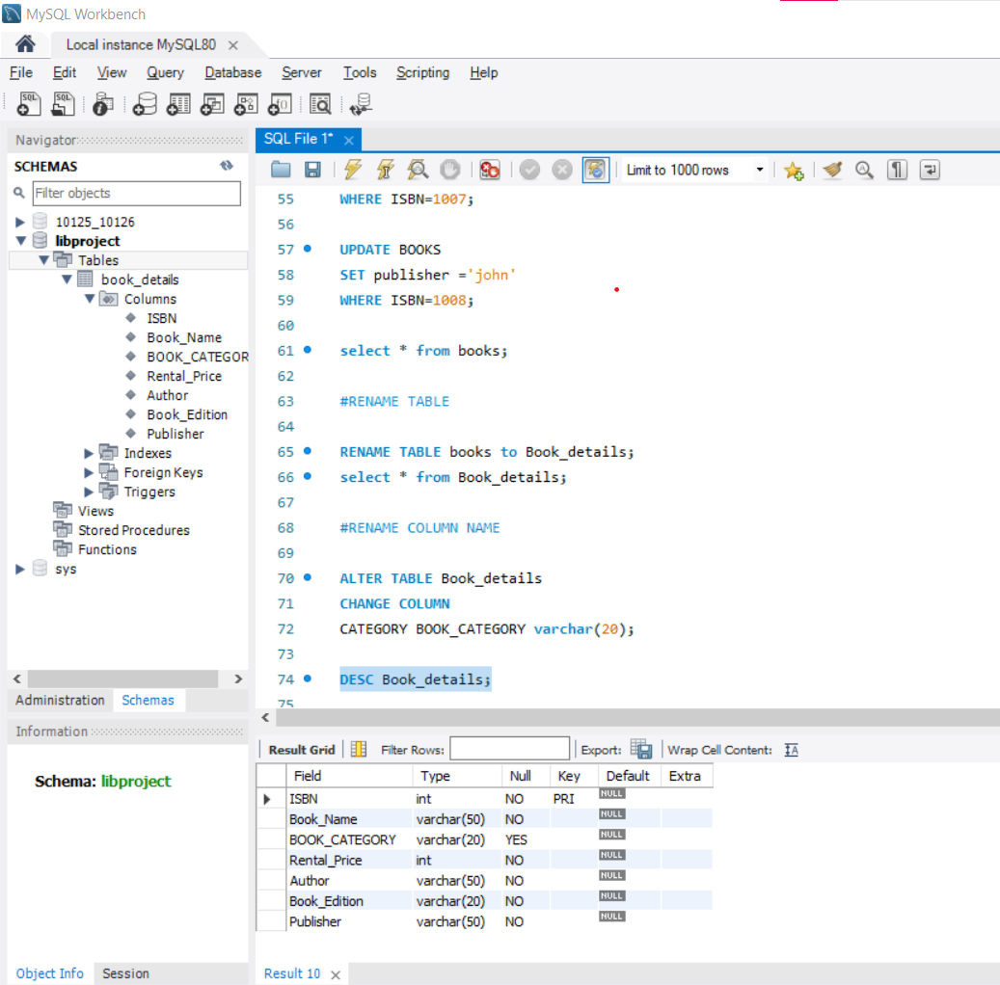 MySQL Workbench
Local instance MySQL80
File Edit View Query Database Server Tools Scripting Help
Navigator
SCHEMAS
Filter objects
10125_10126
libproject
Tables
book_details
Columns
ISBN
Book_Name
BOOK_CATEGOR
Rental_Price
Author
Book_Edition
Publisher
Indexes
Foreign Keys
Triggers
Views
Stored Procedures
Functions
sys
Administration Schemas
Information
Schema: libproject
Object Info Session
SQL File 1*
Limit to 1000 rows
55 WHERE ISBN=1007;
56
57 UPDATE BOOKS
58 SET publisher ='john'
59 WHERE ISBN=1008;
60
61 select * from books;
62
63 #RENAME TABLE
64
65 RENAME TABLE books to Book_details;
66 select * from Book_details;
67
68 #RENAME COLUMN NAME
69
70 ALTER TABLE Book_details
71 CHANGE COLUMN
72 CATEGORY BOOK_CATEGORY varchar(20);
73
74 DESC Book_details;
75
Result Grid Filter Rows: Export: Wrap Cell Content: IA
Field Type Null Key Default Extra
ISBN int NO PRI NULL
Book_Name varchar(50) NO NULL
BOOK_CATEGORY varchar(20) YES NULL
Rental_Price int NO NULL
Author varchar(50) NO NULL
Book_Edition varchar(20) NO NULL
Publisher varchar(50) NO NULL
Result 10